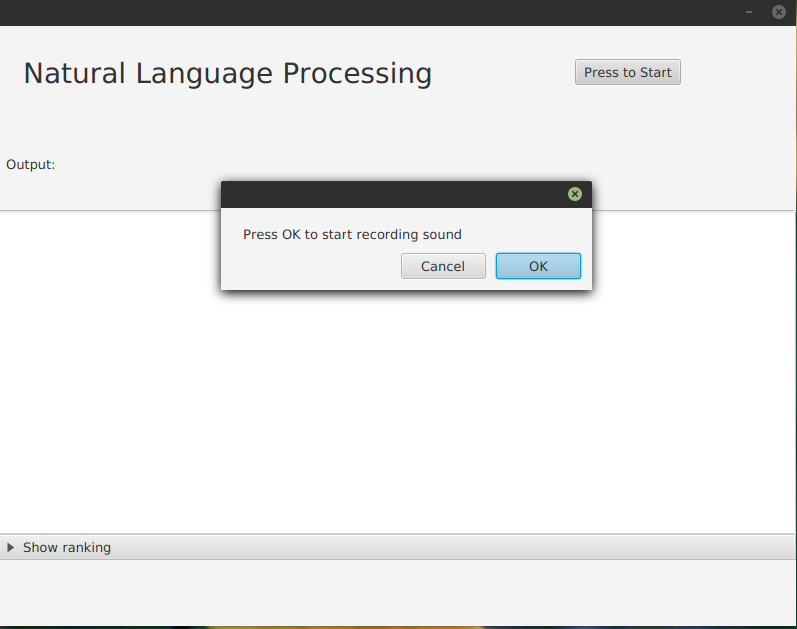 Natural Language Processing
Press to Start
Output:
Press OK to start recording sound
Cancel
OK
Show ranking